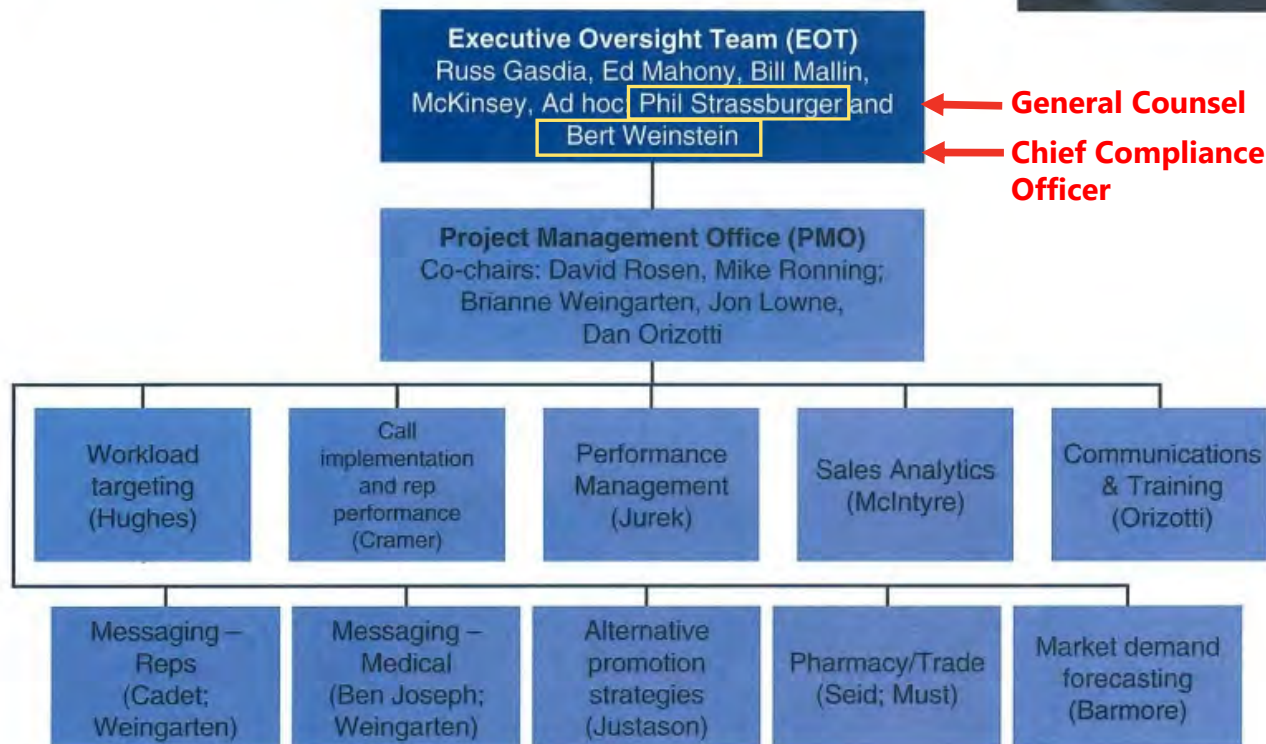 Executive Oversight Team (EOT)
Russ Gasdia, Ed Mahony, Bill Mallin,
McKinsey, Ad hoc: Phil Strassburger and
Bert Weinstein
General Counsel
Chief Compliance
Officer
Project Management Office (PMO)
Co-chairs: David Rosen, Mike Ronning;
Brianne Weingarten, Jon Lowne,
Dan Orizotti
Workload
targeting
(Hughes)
Call
implementation
and rep
performance
(Cramer)
Performance
Management
(Jurek)
Sales Analytics
(McIntyre)
Communications
& Training
(Orizotti)
Messaging –
Reps
(Cadet;
Weingarten)
Messaging –
Medical
(Ben Joseph;
Weingarten)
Alternative
promotion
strategies
(Justason)
Pharmacy/Trade
(Seid; Must)
Market demand
forecasting
(Barmore)